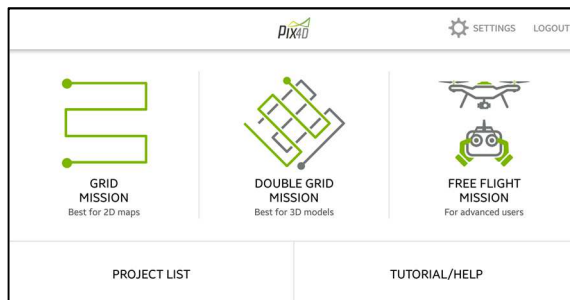 PIX4D
SETTINGS
LOGOUT
GRID
MISSION
Best for 2D maps
DOUBLE GRID
MISSION
Best for 3D models
FREE FLIGHT
MISSION
For advanced users
PROJECT LIST
TUTORIAL/HELP